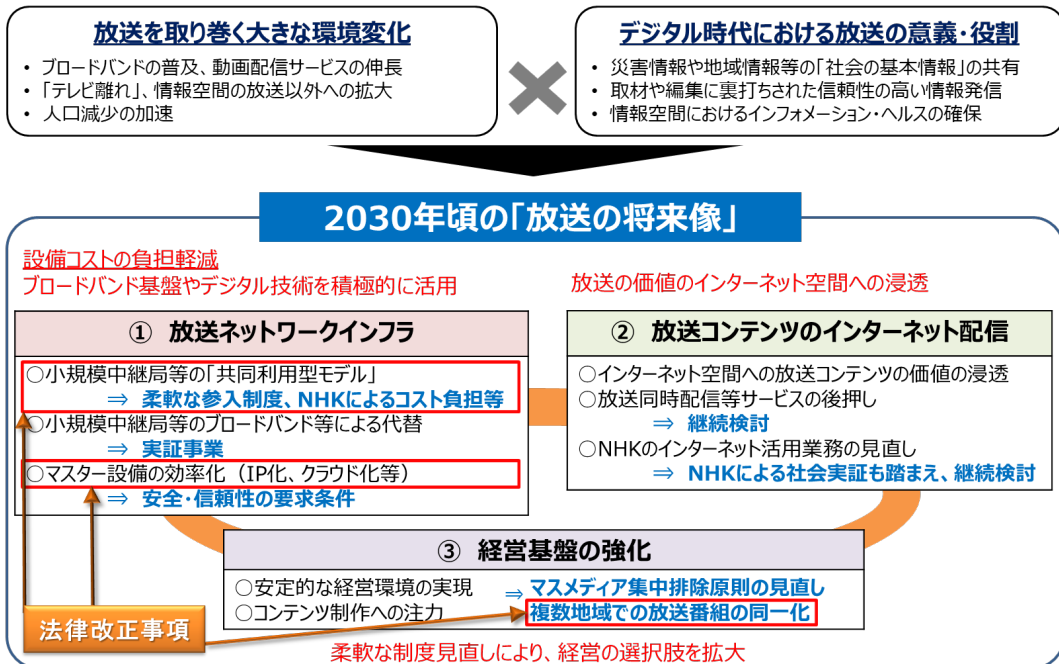 放送を取り巻く大きな環境変化
• ブロードバンドの普及、動画配信サービスの伸長
• 「テレビ離れ」、情報空間の放送以外への拡大
• 人口減少の加速
デジタル時代における放送の意義・役割
• 災害情報や地域情報等の「社会の基本情報」の共有
• 取材や編集に裏打ちされた信頼性の高い情報発信
• 情報空間におけるインフォメーション・ヘルスの確保
2030年頃の「放送の将来像」
設備コストの負担軽減
ブロードバンド基盤やデジタル技術を積極的に活用
① 放送ネットワークインフラ
○小規模中継局等の「共同利用型モデル」
⇒ 柔軟な参入制度、NHKによるコスト負担等
○小規模中継局等のブロードバンド等による代替
⇒ 実証事業
○マスター設備の効率化（IP化、クラウド化等）
⇒ 安全・信頼性の要求条件
放送の価値のインターネット空間への浸透
② 放送コンテンツのインターネット配信
○インターネット空間への放送コンテンツの価値の浸透
○放送同時配信等サービスの後押し
⇒ 継続検討
○NHKのインターネット活用業務の見直し
⇒ NHKによる社会実証も踏まえ、継続検討
③ 経営基盤の強化
○安定的な経営環境の実現 ⇒ マスメディア集中排除原則の見直し
○コンテンツ制作への注力 複数地域での放送番組の同一化
法律改正事項
柔軟な制度見直しにより、経営の選択肢を拡大